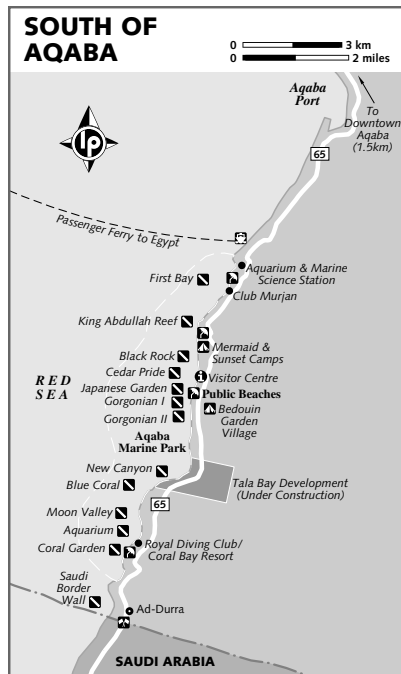 SOUTH OF
AQABA
0 3 km
0 2 miles
Aqaba
Port
To
Downtown
Aqaba
(1.5km)
65
lp
Passenger Ferry to Egypt
Aquarium & Marine
Science Station
First Bay
Club Murjan
King Abdullah Reef
Mermaid &
Sunset Camps
Black Rock
Cedar Pride
Visitor Centre
RED
SEA
Japanese Garden
Public Beaches
Gorgonian I
Bedouin
Garden
Village
Gorgonian II
Aqaba
Marine Park
New Canyon
Blue Coral
Tala Bay Development
(Under Construction)
65
Moon Valley
Aquarium
Royal Diving Club/
Coral Bay Resort
Coral Garden
Saudi
Border
Wall
Ad-Durra
SAUDI ARABIA